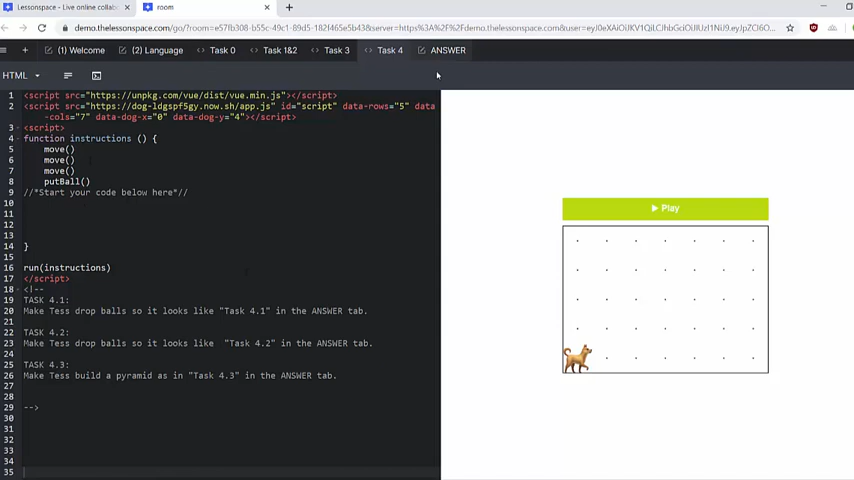 Lessonspace - Live online collab
room
demo.thelessonspace.com/go/?room=e57fb308-b55c-49c1-89d5-182f465e5b43&server=https%3A%2F%2Fdemo.thelessonspace.com&user=eyJ0eXAiOiJKV1QiLCJhbGciOiJIUzI1NiJ9.eyJpZCI6O...
(1) Welcome
(2) Language
Task 0
Task 1&2
Task 3
Task 4
ANSWER
HTML
1 <script src="https://unpkg.com/vue/dist/vue.min.js"></script>
2 <script src="https://dog-ldgspf5gy.now.sh/app.js" id="script" data-rows="5" data
-cols="7" data-dog-x="0" data-dog-y="4"></script>
3 <script>
4 function instructions () {
5 move()
6 move()
7 move()
8 putBall()
9 //*Start your code below here*//
10
11
12
13
14 }
15
16 run(instructions)
17 </script>
18 <!--
19 TASK 4.1:
20 Make Tess drop balls so it looks like "Task 4.1" in the ANSWER tab.
21
22 TASK 4.2:
23 Make Tess drop balls so it looks like  "Task 4.2" in the ANSWER tab.
24
25 TASK 4.3:
26 Make Tess build a pyramid as in "Task 4.3" in the ANSWER tab.
27
28
29 -->
30
31
32
33
34
35
Play